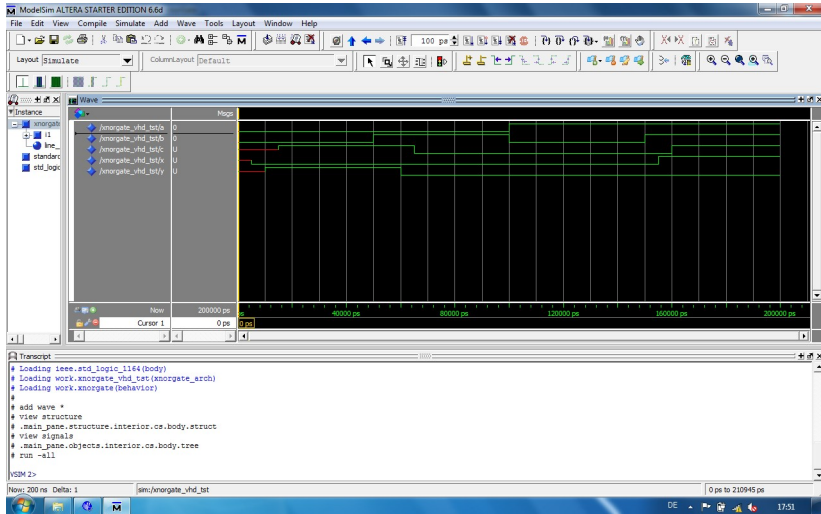 ModelSim ALTERA STARTER EDITION 6.6d
File Edit View Compile Simulate Add Wave Tools Layout Window Help
100 ps
Layout Simulate
ColumnLayout Default
Wave
Instance
Msgs
xnorgate
i1
line_
standard
std_logic
/xnorgate_vhd_tst/a 0
/xnorgate_vhd_tst/b 0
/xnorgate_vhd_tst/c U
/xnorgate_vhd_tst/x U
/xnorgate_vhd_tst/y U
Now 200000 ps
ps 40000 ps 80000 ps 120000 ps 160000 ps 200000 ps
Cursor 1 0 ps
0 ps
Transcript
# Loading ieee.std_logic_1164(body)
# Loading work.xnorgate_vhd_tst(xnorgate_arch)
# Loading work.xnorgate(behavior)
#
# add wave *
# view structure
# .main_pane.structure.interior.cs.body.struct
# view signals
# .main_pane.objects.interior.cs.body.tree
# run -all
VSIM 2>
Now: 200 ns Delta: 1
sim:/xnorgate_vhd_tst
0 ps to 210945 ps
DE
17:51